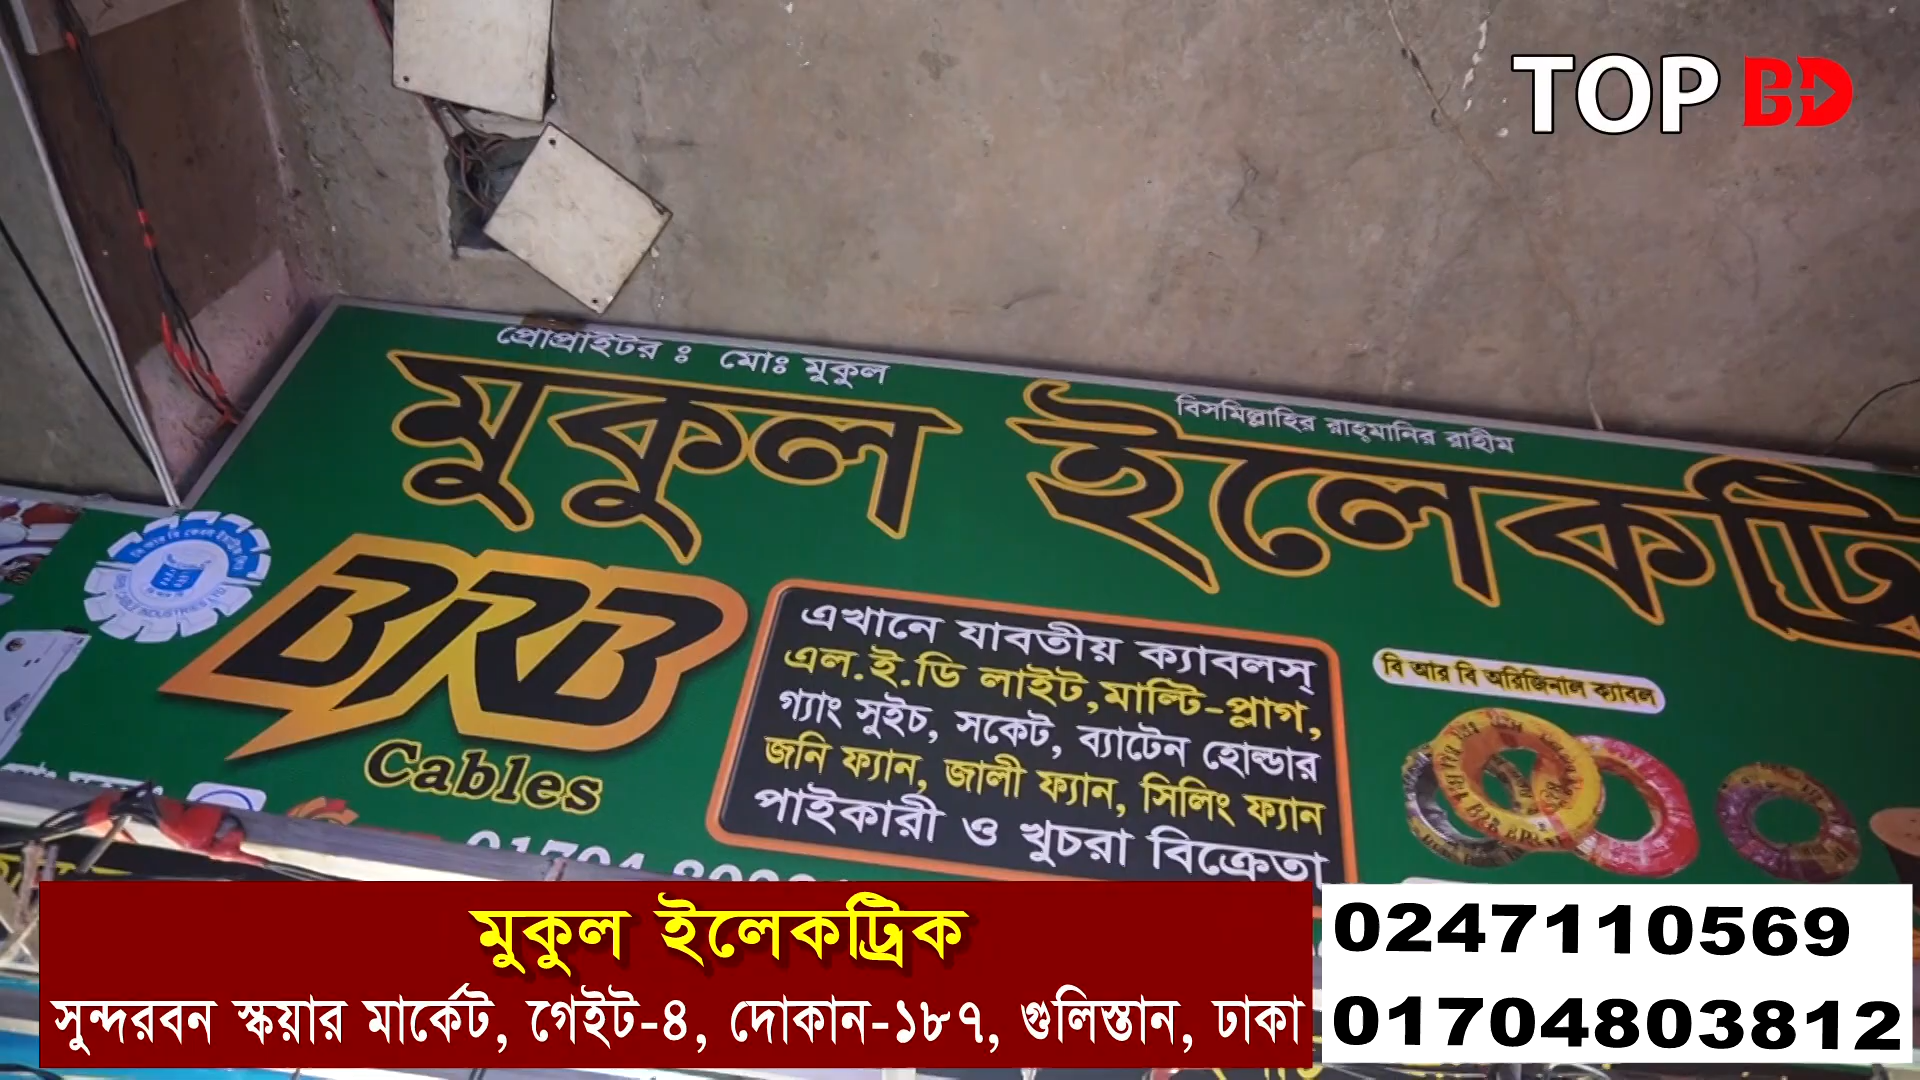 TOP BD
প্রোপ্রাইটর ঃ মোঃ মুকুল
বিসমিল্লাহির রাহ্‌মানির রাহীম
মুকুল ইলেকট্রি
BRB
Cables
এখানে যাবতীয় ক্যাবলস্
এল.ই.ডি লাইট,মাল্টি-প্লাগ,
গ্যাং সুইচ, সকেট, ব্যাটেন হোল্ডার
জনি ফ্যান, জালী ফ্যান, সিলিং ফ্যান
পাইকারী ও খুচরা বিক্রেতা
বি আর বি অরিজিনাল ক্যাবল
মুকুল ইলেকট্রিক
সুন্দরবন স্কয়ার মার্কেট, গেইট-৪, দোকান-১৮৭, গুলিস্তান, ঢাকা
0247110569
01704803812